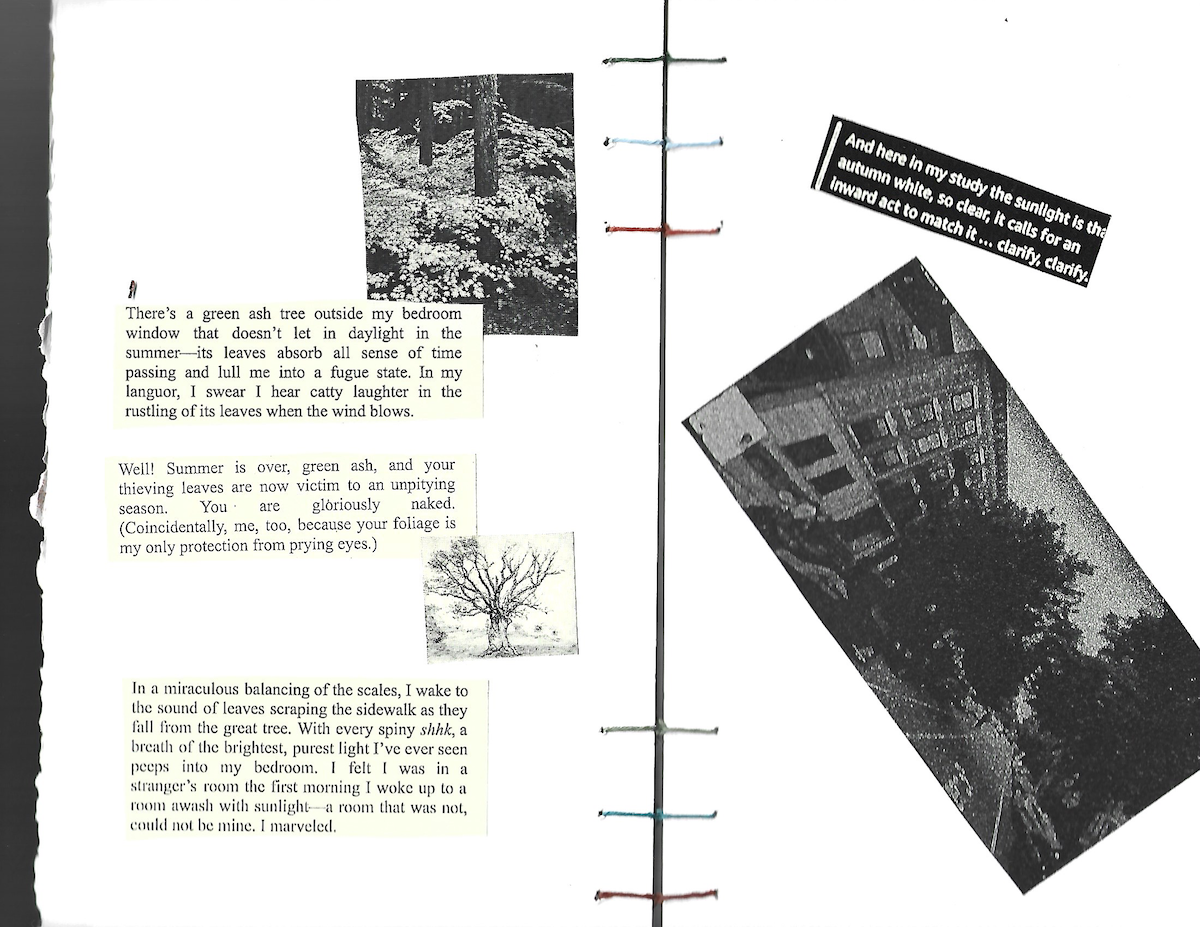 There's a green ash tree outside my bedroom
window that doesn't let in daylight in the
summer—its leaves absorb all sense of time
passing and lull me into a fugue state. In my
languor, I swear I hear catty laughter in the
rustling of its leaves when the wind blows.
Well! Summer is over, green ash, and your
thieving leaves are now victim to an unpitying
season. You are gloriously naked.
(Coincidentally, me, too, because your foliage is
my only protection from prying eyes.)
In a miraculous balancing of the scales, I wake to
the sound of leaves scraping the sidewalk as they
fall from the great tree. With every spiny shhk, a
breath of the brightest, purest light I've ever seen
peeps into my bedroom. I felt I was in a
stranger's room the first morning I woke up to a
room awash with sunlight—a room that was not,
could not be mine. I marveled.
And here in my study the sunlight is tha
autumn white, so clear, it calls for an
inward act to match it... clarify, clarify.